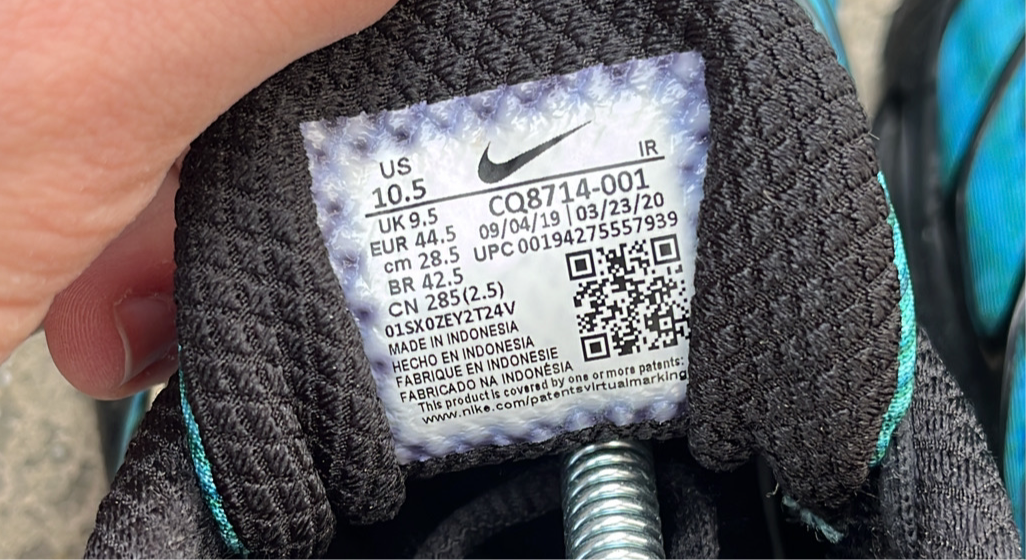 US
10.5
IR
UK 9.5
CQ8714-001
EUR 44.5
09/04/19 | 03/23/20
cm 28.5
UPC 00194275557939
BR 42.5
CN 285(2.5)
01SX0ZEY2T24V
MADE IN INDONESIA
HECHO EN INDONESIA
FABRIQUE EN INDONESIE
FABRICADO NA INDONÉSIA
This product is covered by one or more patents:
www.nike.com/patentsvirtualmarking